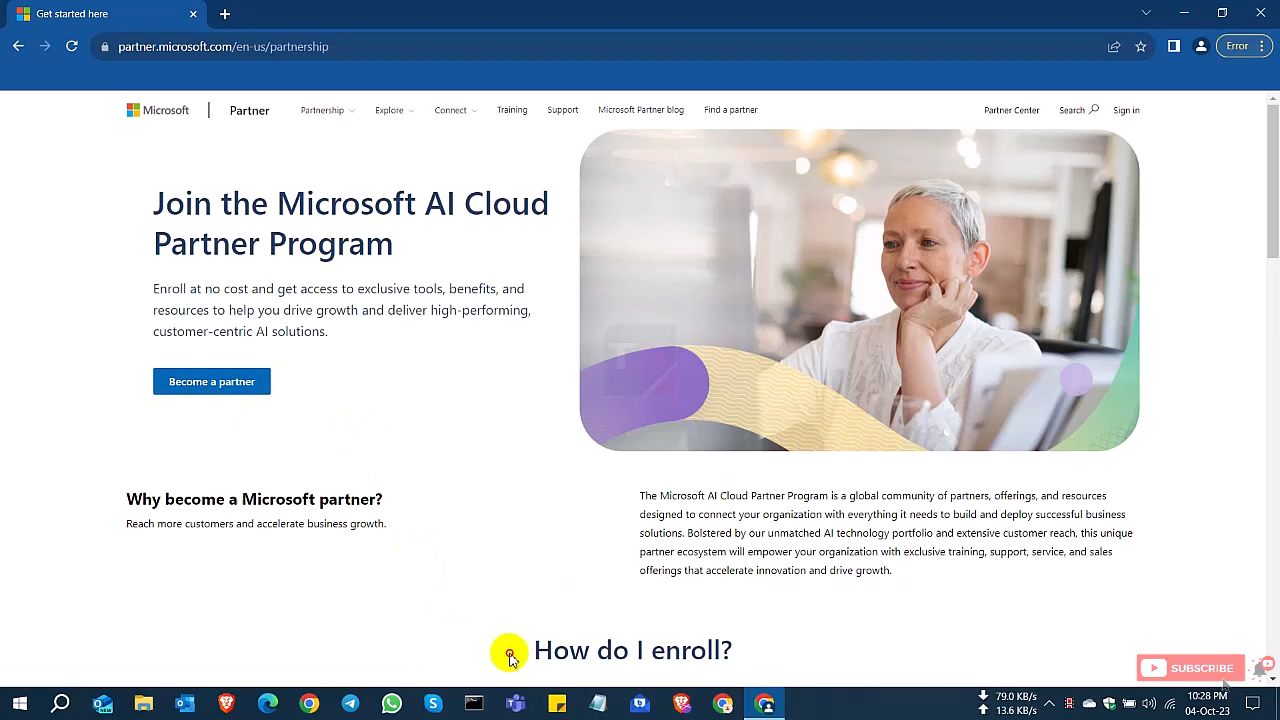 Get started here
partner.microsoft.com/en-us/partnership
Error
Microsoft
Partner
Partnership
Explore
Connect
Training
Support
Microsoft Partner blog
Find a partner
Partner Center
Search
Sign in
Join the Microsoft AI Cloud
Partner Program
Enroll at no cost and get access to exclusive tools, benefits, and
resources to help you drive growth and deliver high-performing,
customer-centric AI solutions.
Become a partner
Why become a Microsoft partner?
Reach more customers and accelerate business growth.
The Microsoft AI Cloud Partner Program is a global community of partners, offerings, and resources
designed to connect your organization with everything it needs to build and deploy successful business
solutions. Bolstered by our unmatched AI technology portfolio and extensive customer reach, this unique
partner ecosystem will empower your organization with exclusive training, support, service, and sales
offerings that accelerate innovation and drive growth.
How do I enroll?
SUBSCRIBE
79.0 KB/s
13.6 KB/s
10:28 PM
04-Oct-23